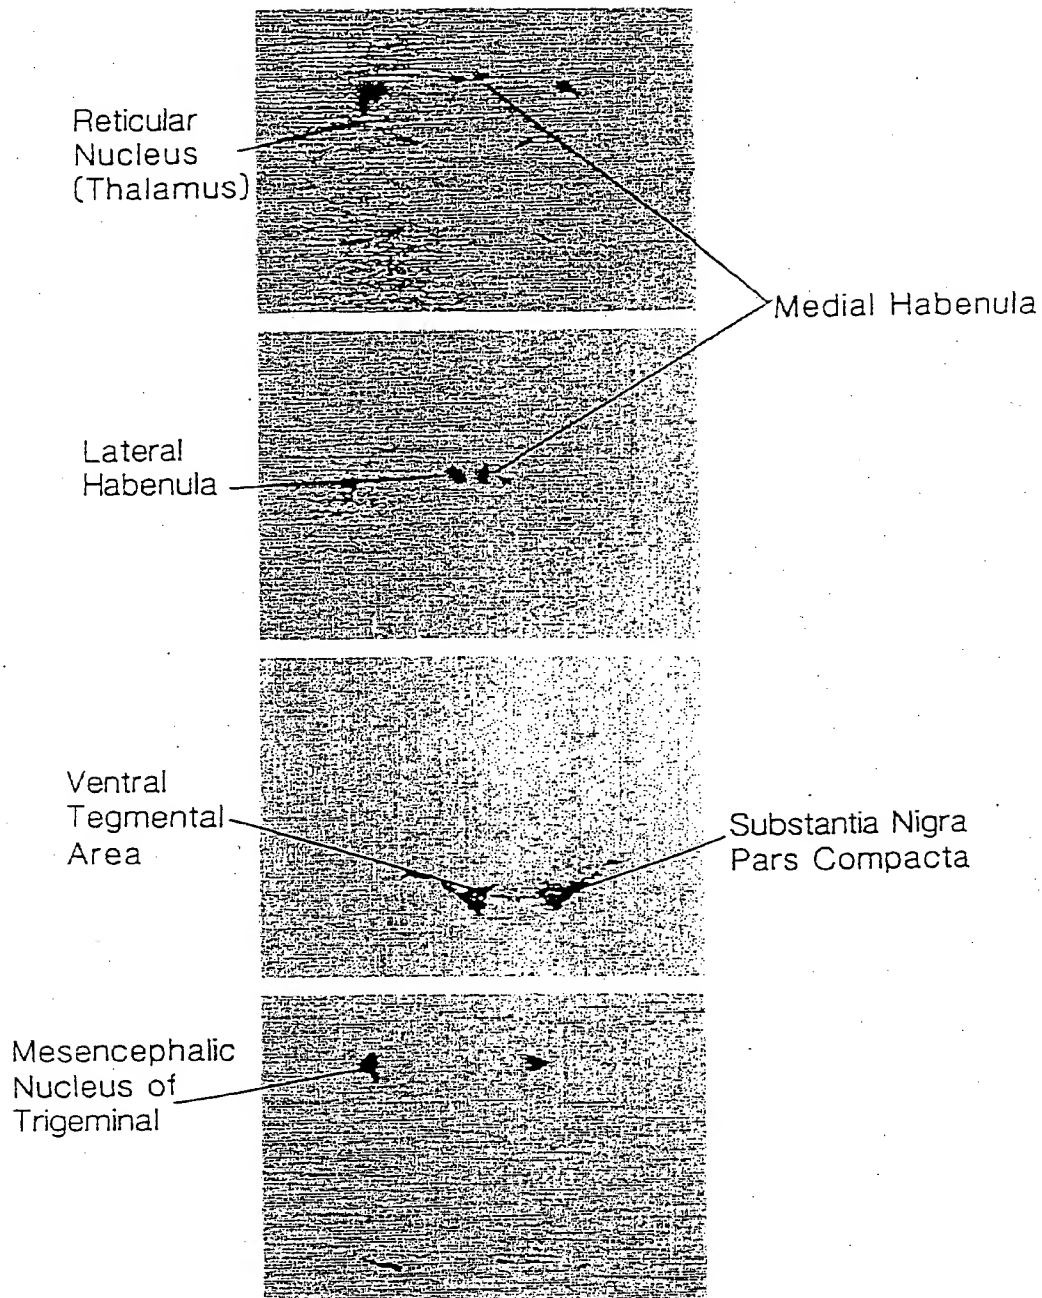 Reticular
Nucleus
(Thalamus)
Medial Habenula
Lateral
Habenula
Ventral
Tegmental
Area
Substantia Nigra
Pars Compacta
Mesencephalic
Nucleus of
Trigeminal